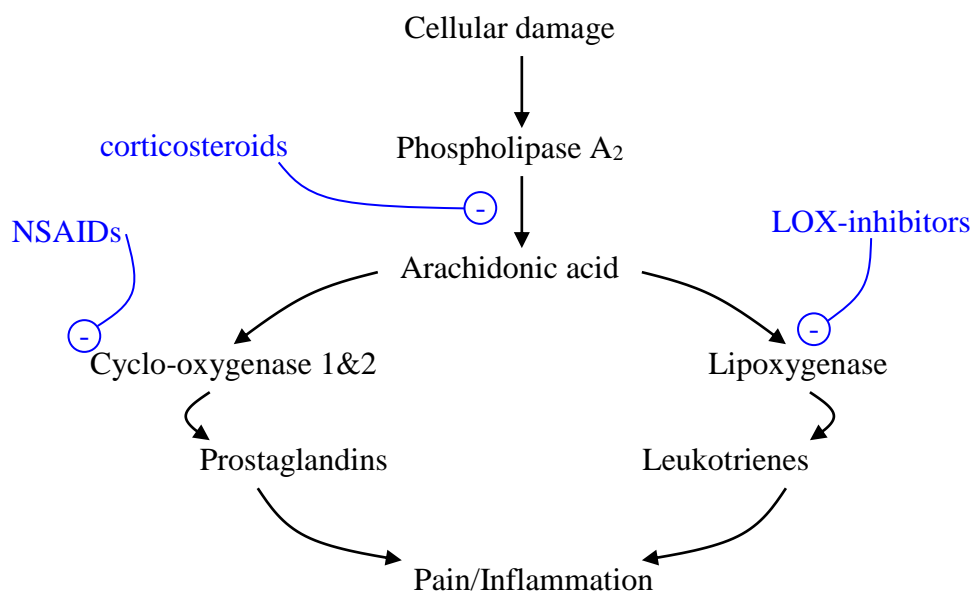 Cellular damage
corticosteroids
Phospholipase A₂
-
NSAIDs
LOX-inhibitors
Arachidonic acid
-
-
Cyclo-oxygenase 1&2
Lipoxygenase
Prostaglandins
Leukotrienes
Pain/Inflammation